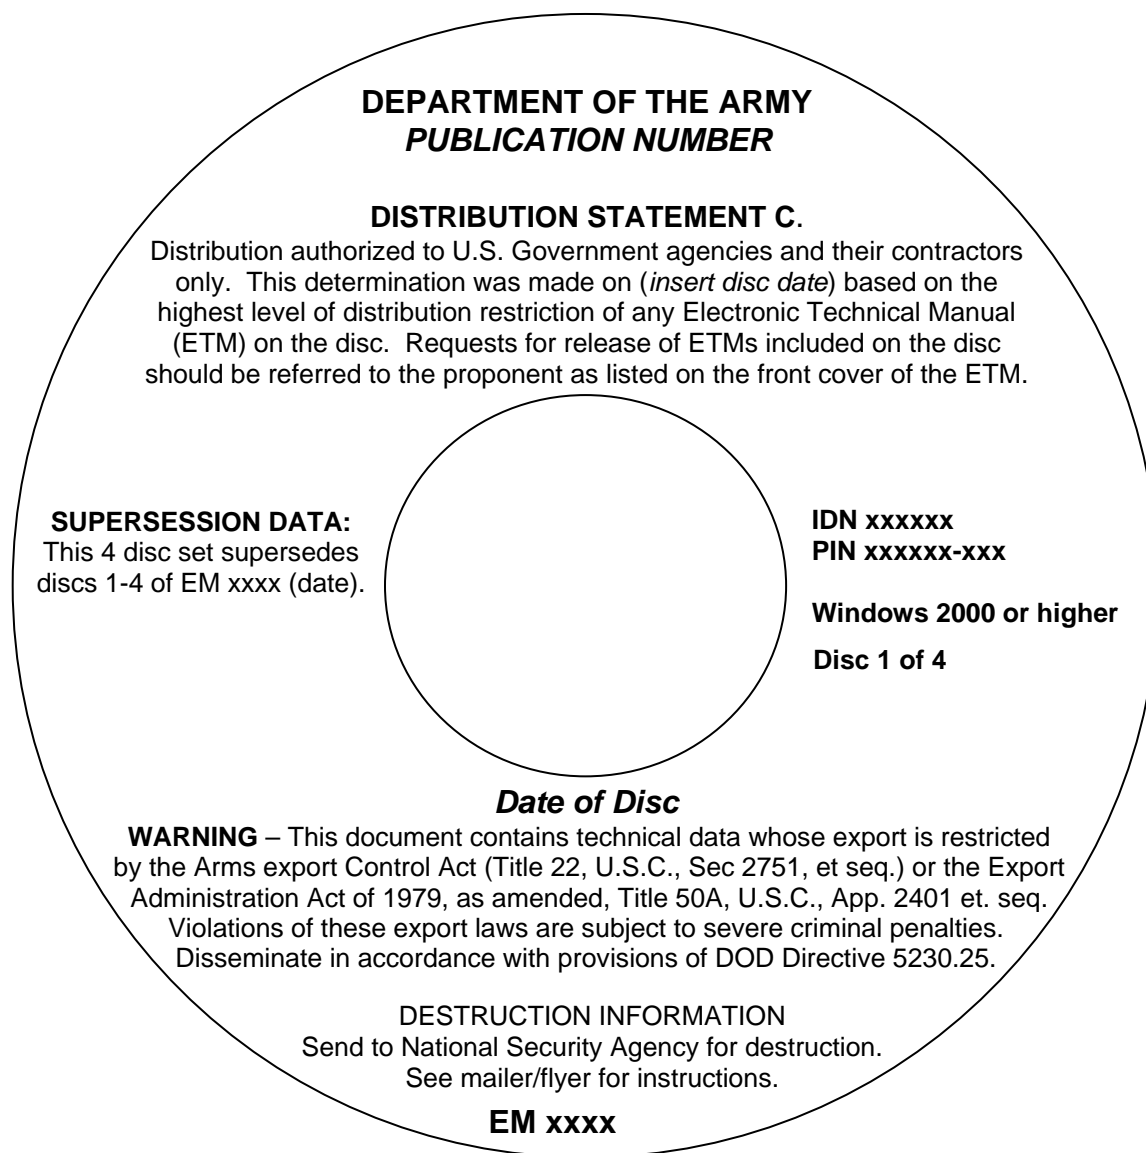 DEPARTMENT OF THE ARMY
PUBLICATION NUMBER
DISTRIBUTION STATEMENT C.
Distribution authorized to U.S. Government agencies and their contractors
only.  This determination was made on (insert disc date) based on the
highest level of distribution restriction of any Electronic Technical Manual
(ETM) on the disc.  Requests for release of ETMs included on the disc
should be referred to the proponent as listed on the front cover of the ETM.
SUPERSESSION DATA:
This 4 disc set supersedes
discs 1-4 of EM xxxx (date).
IDN xxxxxx
PIN xxxxxx-xxx
Windows 2000 or higher
Disc 1 of 4
Date of Disc
WARNING – This document contains technical data whose export is restricted
by the Arms export Control Act (Title 22, U.S.C., Sec 2751, et seq.) or the Export
Administration Act of 1979, as amended, Title 50A, U.S.C., App. 2401 et. seq.
Violations of these export laws are subject to severe criminal penalties.
Disseminate in accordance with provisions of DOD Directive 5230.25.
DESTRUCTION INFORMATION
Send to National Security Agency for destruction.
See mailer/flyer for instructions.
EM xxxx